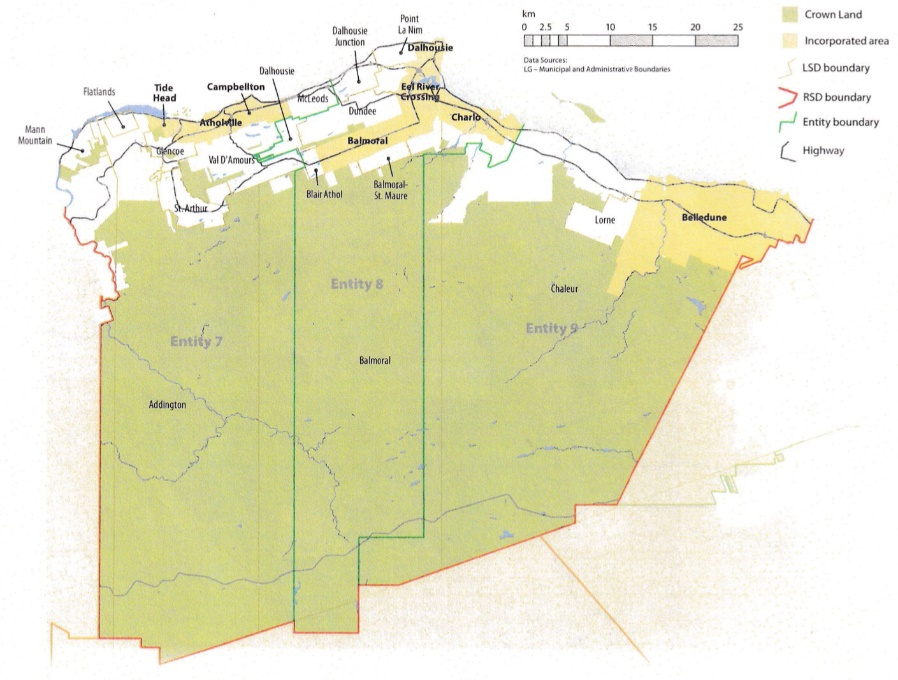 km
0 2.5 5 10 15 20 25
Data Sources:
LG – Municipal and Administrative Boundaries
Crown Land
Incorporated area
LSD boundary
RSD boundary
Entity boundary
Highway
Point
La Nim
Dalhousie
Junction
Dalhousie
Dalhousie
Campbellton
Tide
Head
Flatlands
Mann
Mountain
McLeods
Eel River
Crossing
Dundee
Charlo
Atholville
Balmoral
Glencoe
Val D'Amours
Blair Athol
Balmoral-
St. Maure
St. Arthur
Lorne
Belledune
Entity 8
Chaleur
Entity 7
Entity 9
Balmoral
Addington